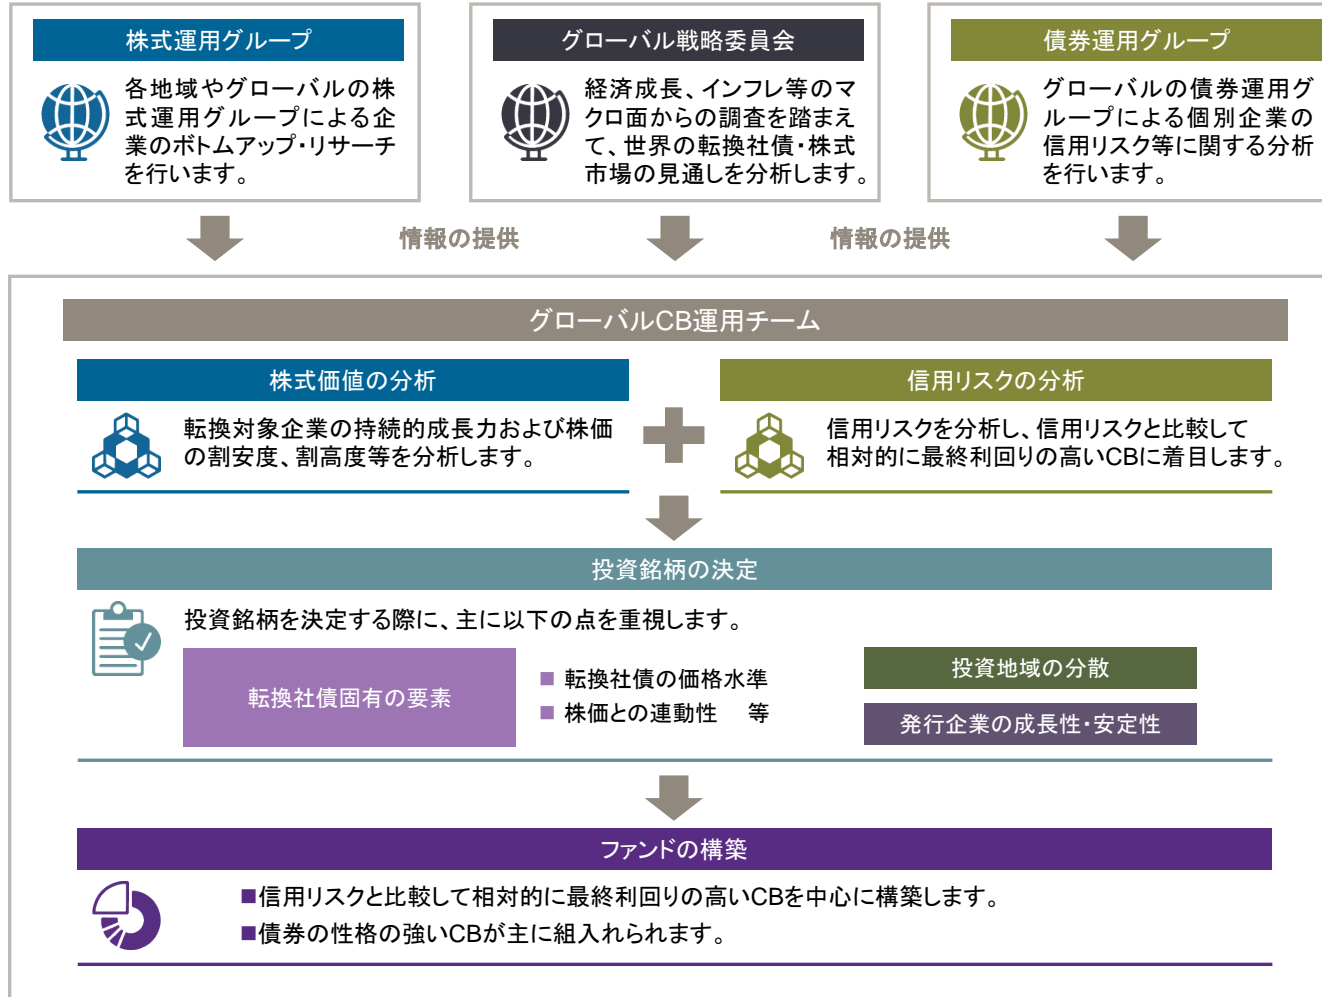 株式運用グループ
各地域やグローバルの株
式運用グループによる企
業のボトムアップ・リサーチ
を行います。
グローバル戦略委員会
経済成長、インフレ等のマ
クロ面からの調査を踏まえ
て、世界の転換社債・株式
市場の見通しを分析します。
債券運用グループ
グローバルの債券運用グ
ループによる個別企業の
信用リスク等に関する分析
を行います。
情報の提供
情報の提供
グローバルCB運用チーム
株式価値の分析
転換対象企業の持続的成長力および株価
の割安度、割高度等を分析します。
信用リスクの分析
信用リスクを分析し、信用リスクと比較して
相対的に最終利回りの高いCBに着目します。
投資銘柄の決定
投資銘柄を決定する際に、主に以下の点を重視します。
転換社債固有の要素
■ 転換社債の価格水準
■ 株価との連動性　等
投資地域の分散
発行企業の成長性・安定性
ファンドの構築
■信用リスクと比較して相対的に最終利回りの高いCBを中心に構築します。
■債券の性格の強いCBが主に組入れられます。